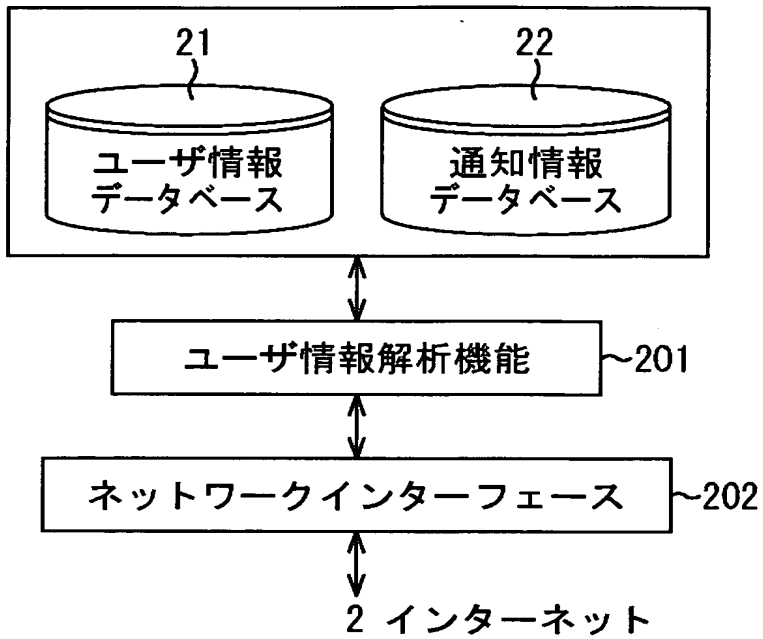 21
22
ユーザ情報
データベース
通知情報
データベース
ユーザ情報解析機能
201
ネットワークインターフェース
202
2 インターネット